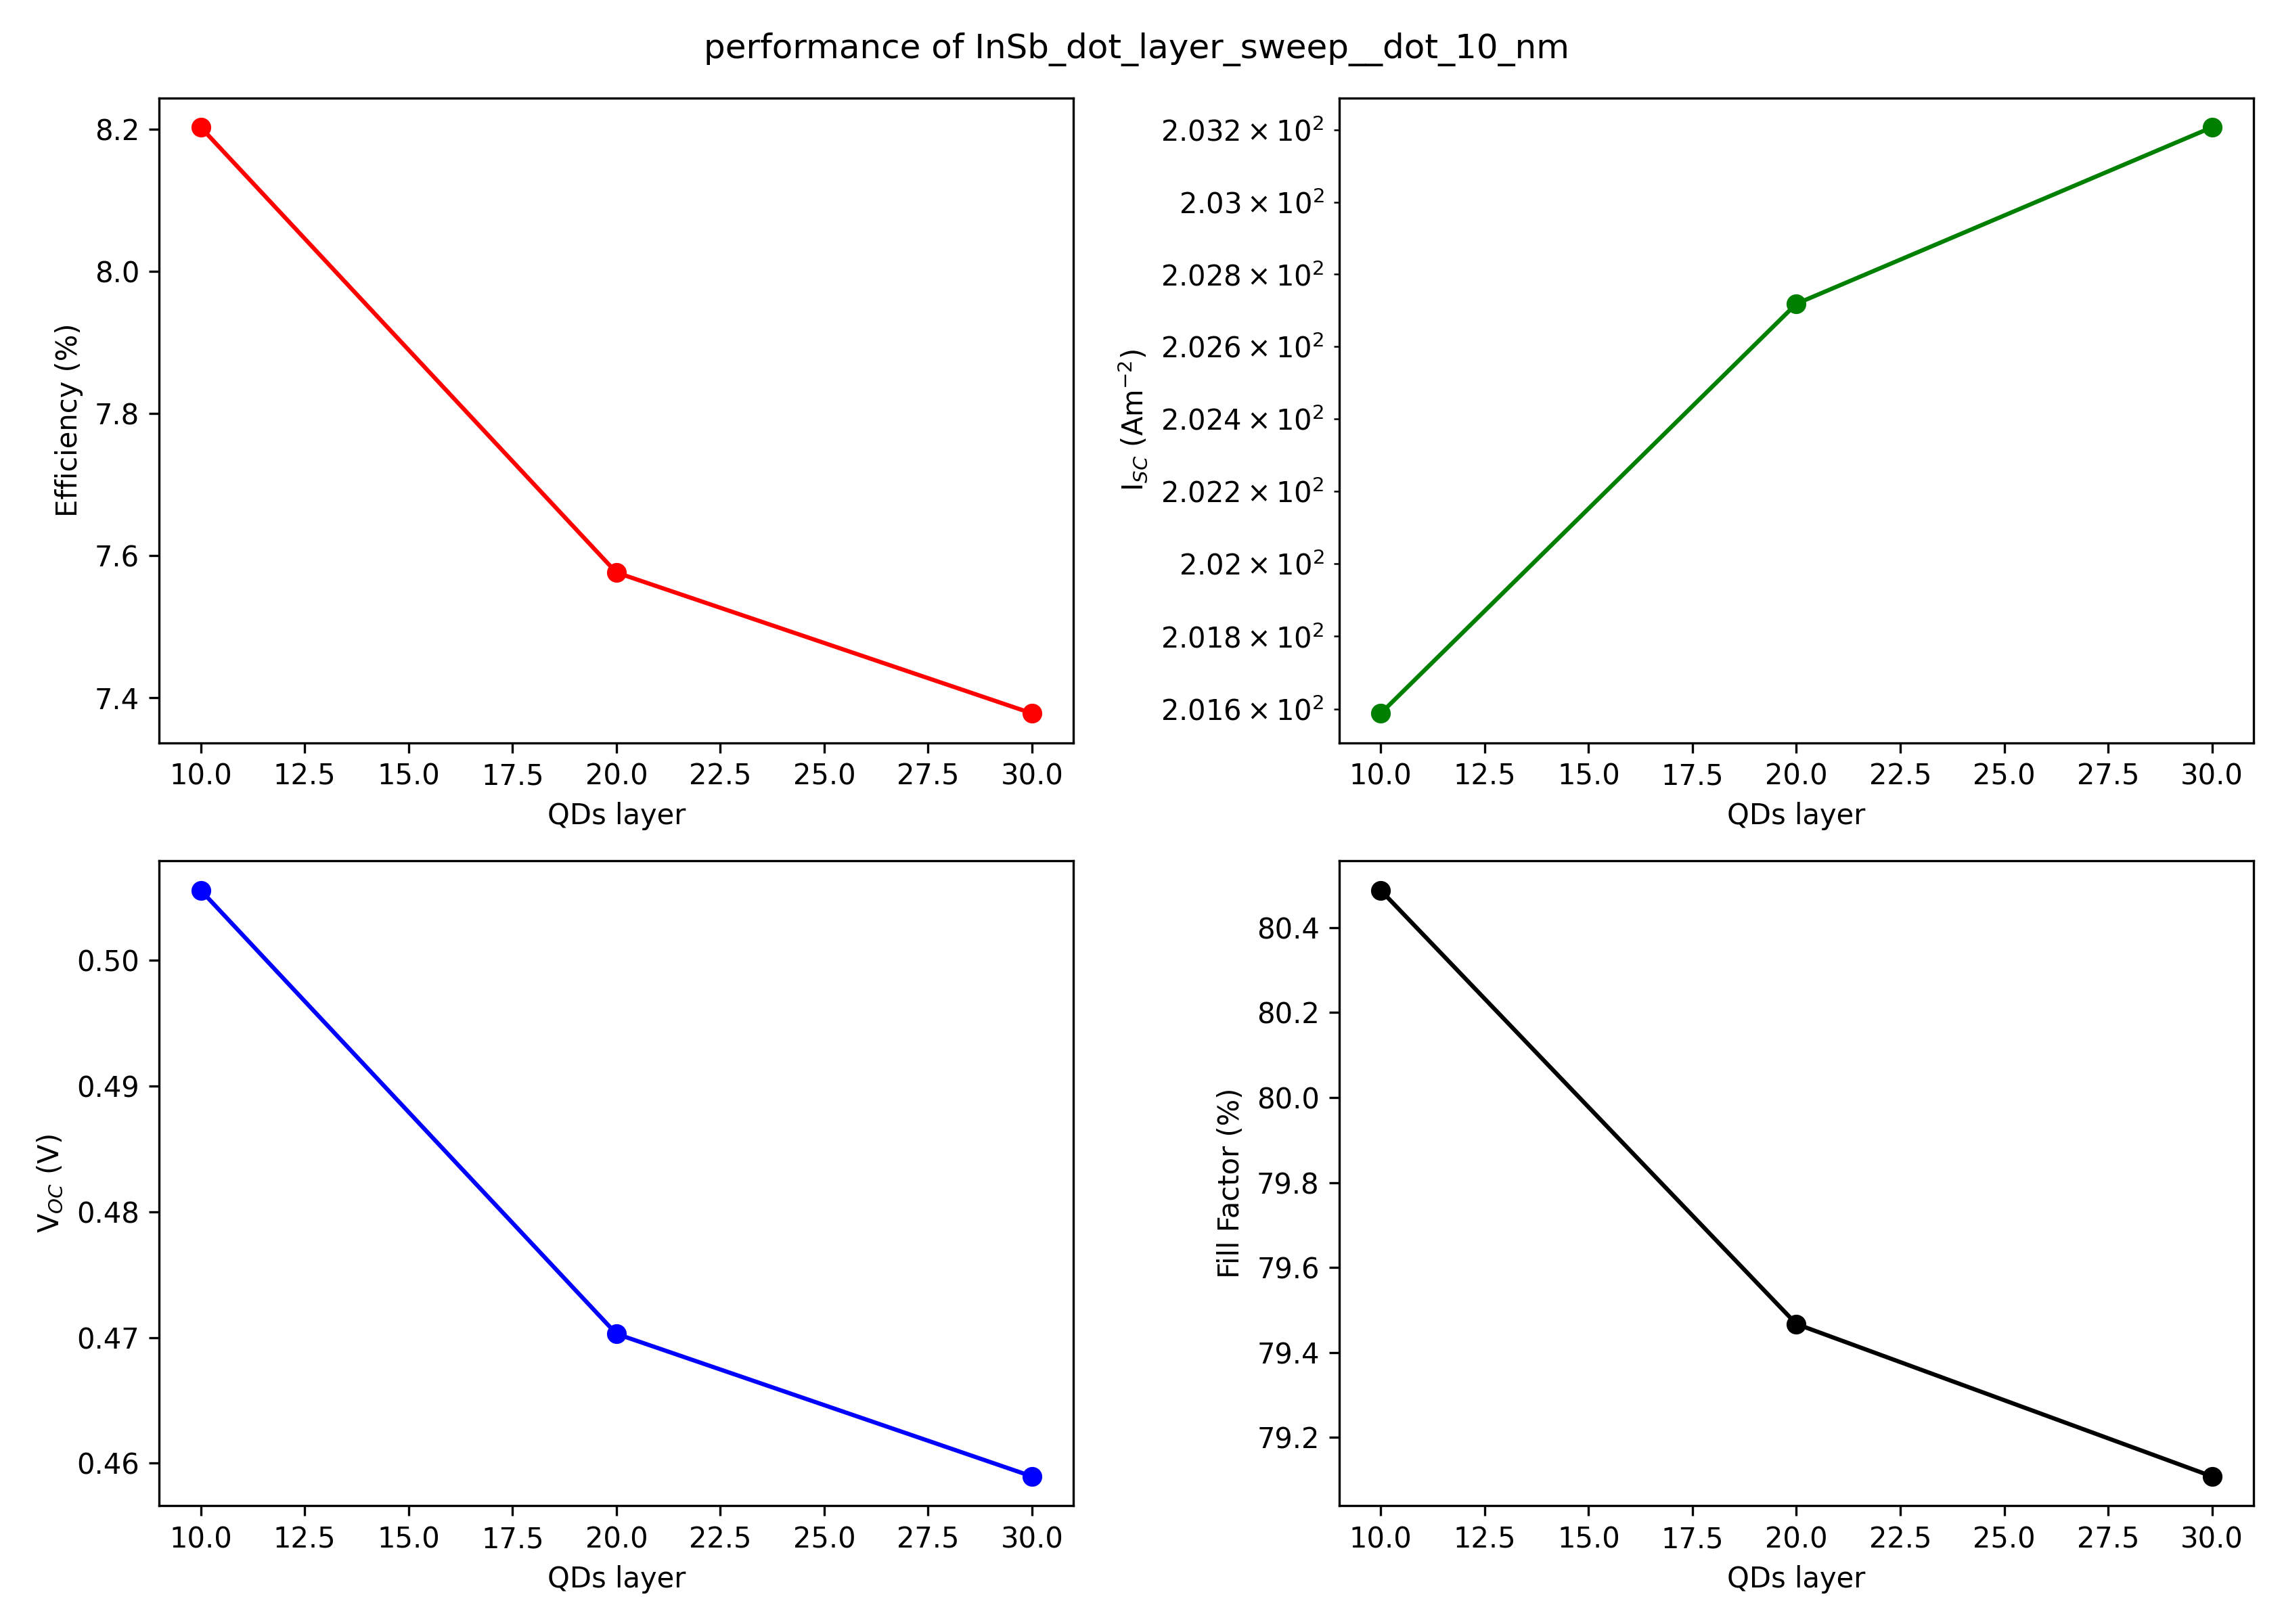 performance of InSb_dot_layer_sweep__dot_10_nm
Efficiency (%)
8.2
8.0
7.8
7.6
7.4
10.0 12.5 15.0 17.5 20.0 22.5 25.0 27.5 30.0
QDs layer
I_SC (Am⁻²)
2.032 × 10²
2.03 × 10²
2.028 × 10²
2.026 × 10²
2.024 × 10²
2.022 × 10²
2.02 × 10²
2.018 × 10²
2.016 × 10²
10.0 12.5 15.0 17.5 20.0 22.5 25.0 27.5 30.0
QDs layer
V_OC (V)
0.50
0.49
0.48
0.47
0.46
10.0 12.5 15.0 17.5 20.0 22.5 25.0 27.5 30.0
QDs layer
Fill Factor (%)
80.4
80.2
80.0
79.8
79.6
79.4
79.2
10.0 12.5 15.0 17.5 20.0 22.5 25.0 27.5 30.0
QDs layer